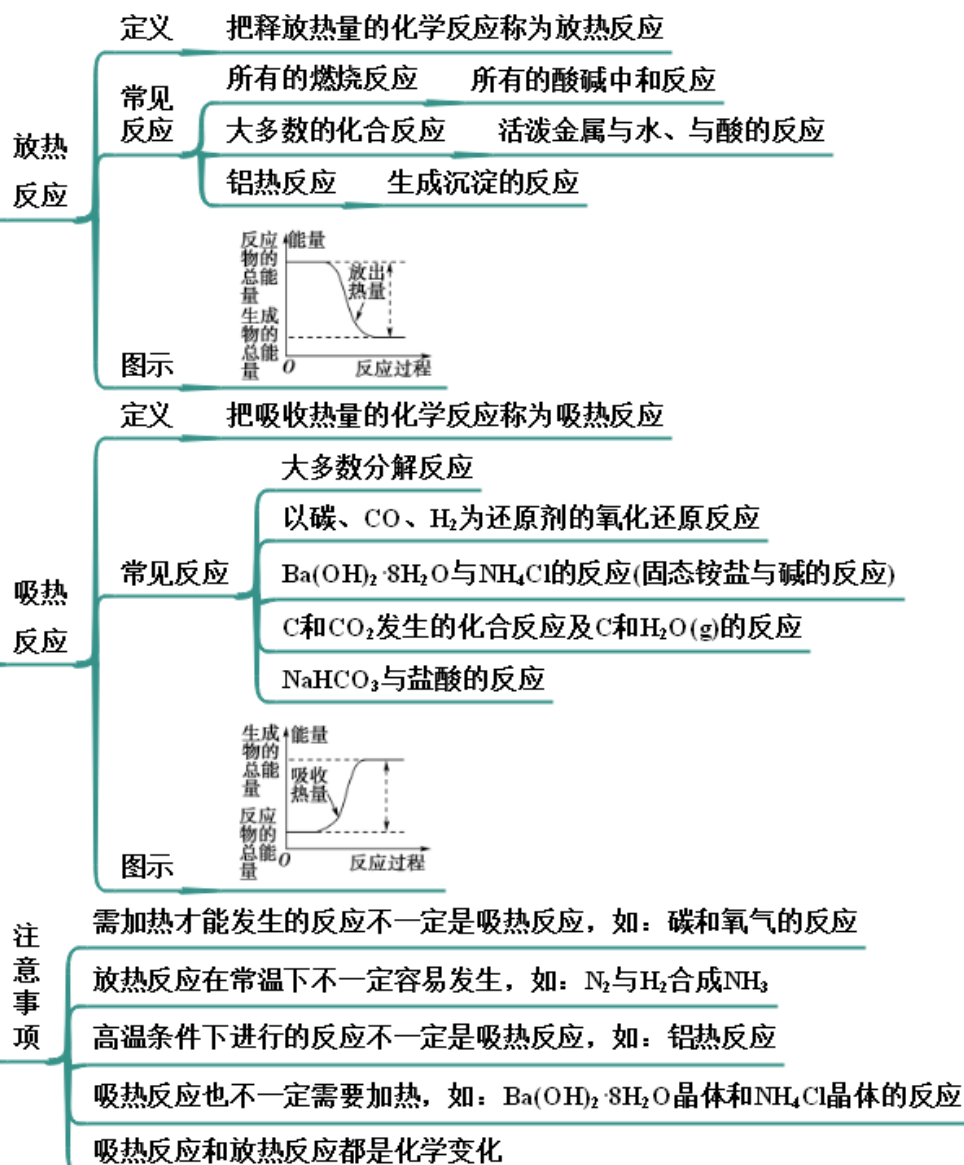 放热
反应
定义
把释放热量的化学反应称为放热反应
常见
反应
所有的燃烧反应
所有的酸碱中和反应
大多数的化合反应
活泼金属与水、与酸的反应
铝热反应
生成沉淀的反应
图示
反应
物的
总能
量
能量
放出
热量
生成
物的
总能
量
O
反应过程
吸热
反应
定义
把吸收热量的化学反应称为吸热反应
常见反应
大多数分解反应
以碳、CO、H₂为还原剂的氧化还原反应
Ba(OH)₂·8H₂O与NH₄Cl的反应(固态铵盐与碱的反应)
C和CO₂发生的化合反应及C和H₂O(g)的反应
NaHCO₃与盐酸的反应
图示
生成
物的
总能
量
能量
吸收
热量
反应
物的
总能
量
O
反应过程
注
意
事
项
需加热才能发生的反应不一定是吸热反应，如：碳和氧气的反应
放热反应在常温下不一定容易发生，如：N₂与H₂合成NH₃
高温条件下进行的反应不一定是吸热反应，如：铝热反应
吸热反应也不一定需要加热，如：Ba(OH)₂·8H₂O晶体和NH₄Cl晶体的反应
吸热反应和放热反应都是化学变化